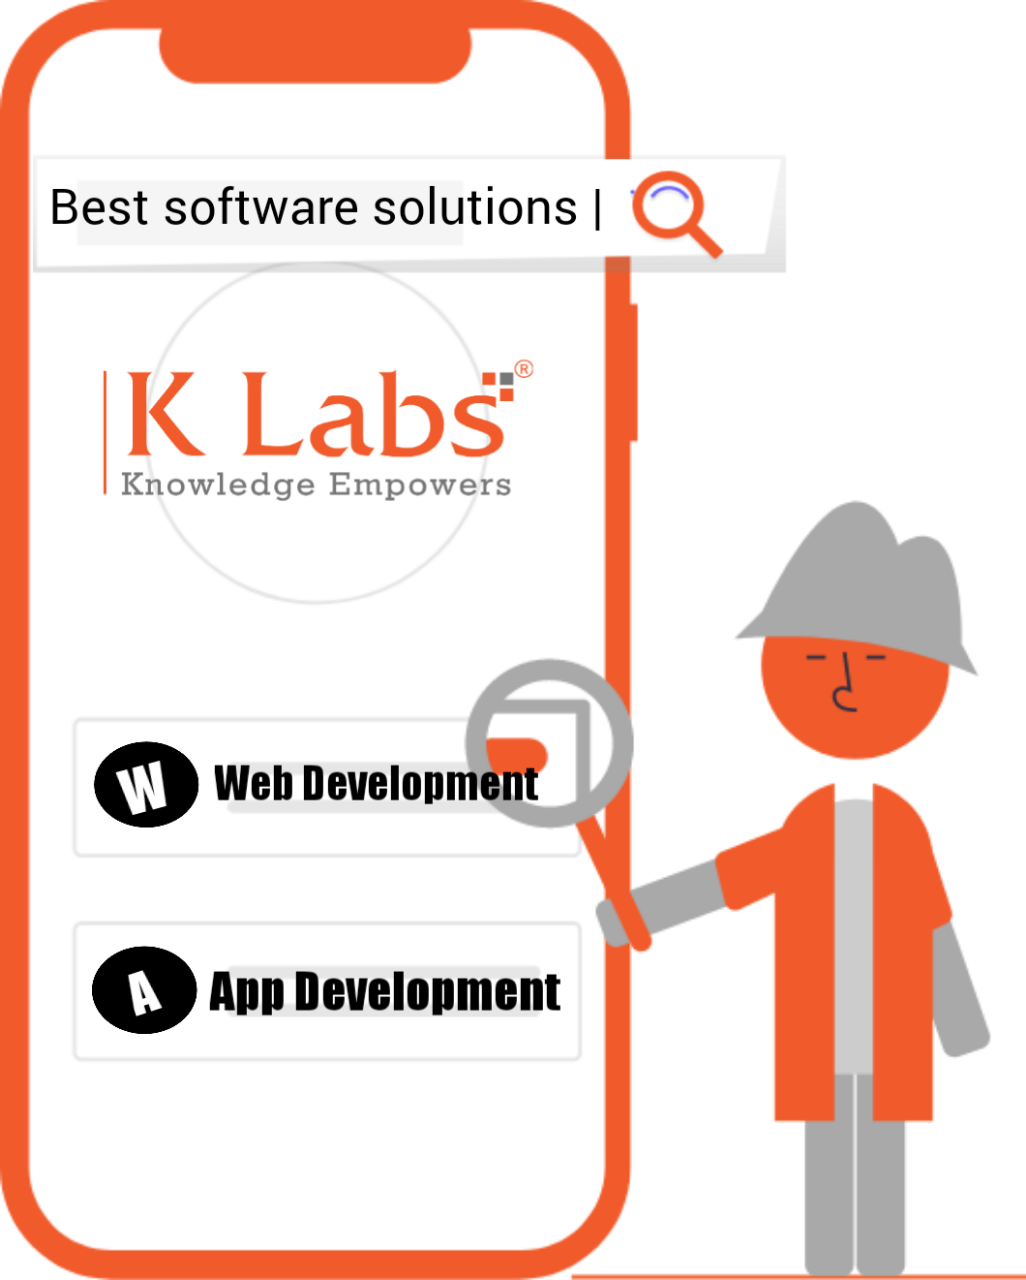 Best software solutions |
K Labs®
Knowledge Empowers
W Web Development
A App Development